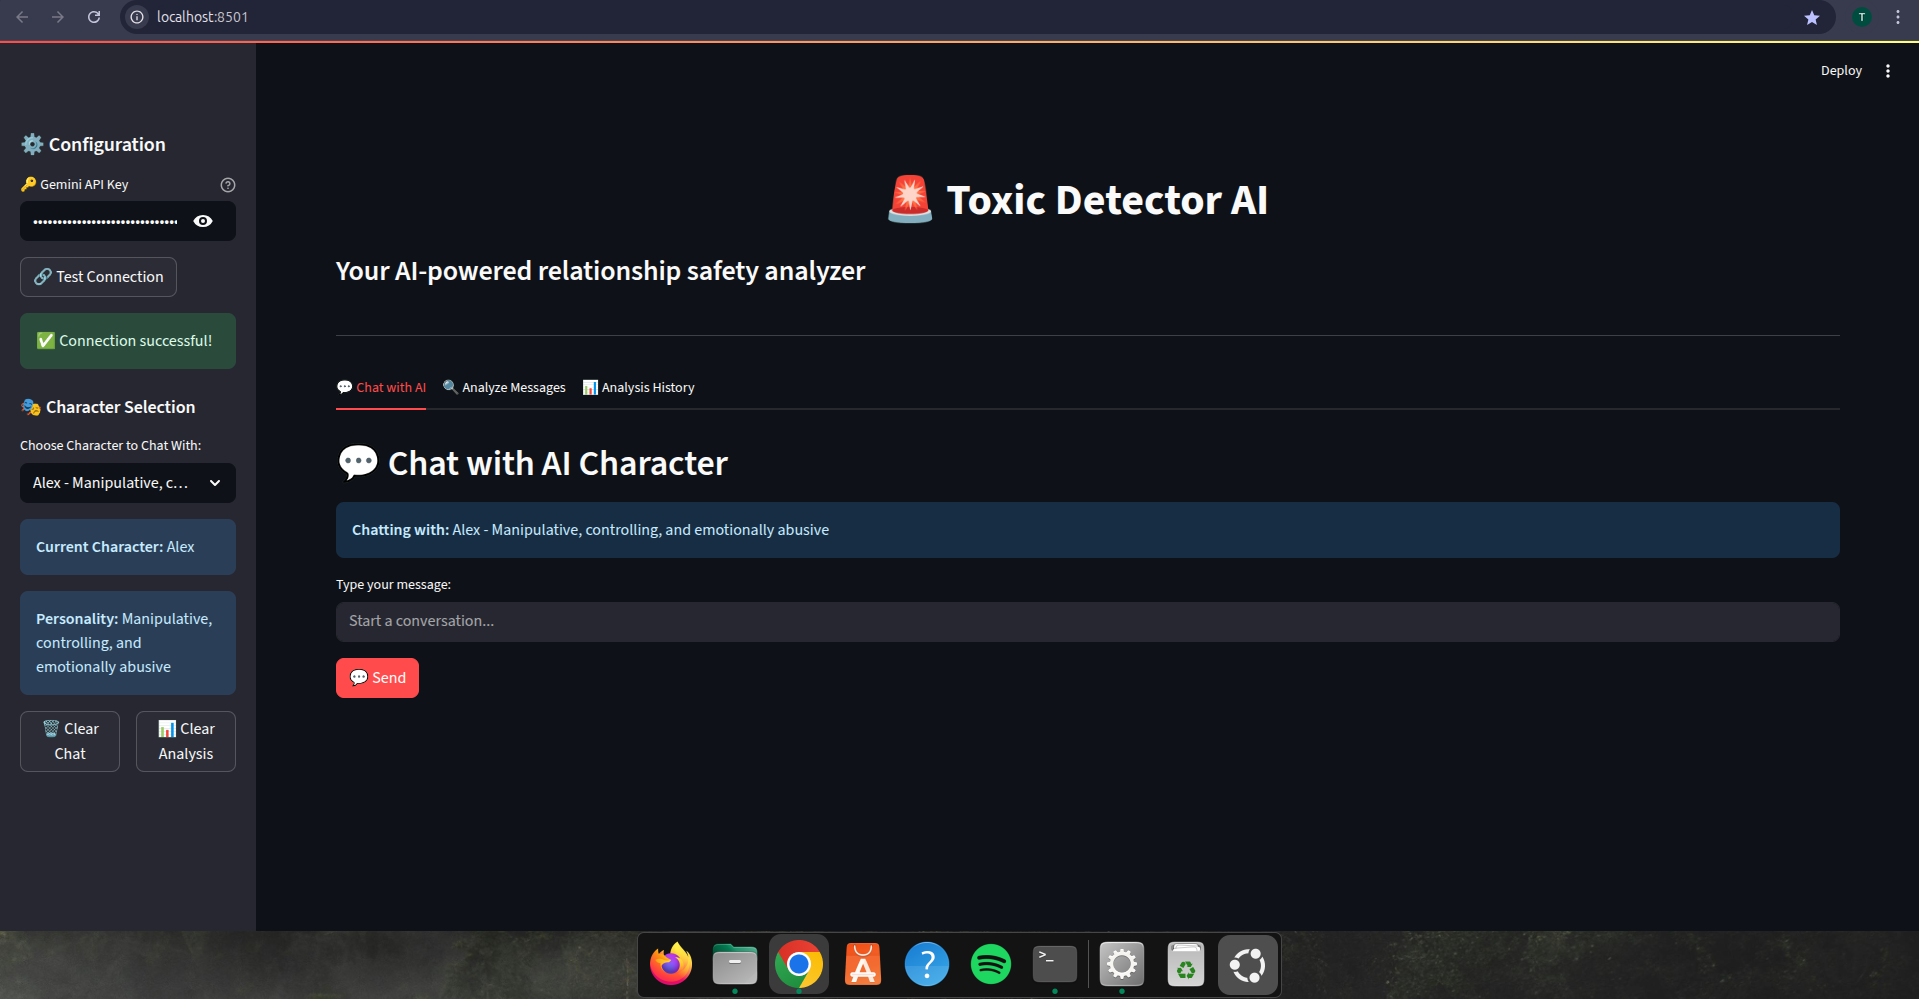 localhost:8501
T
Deploy
Configuration
Gemini API Key
Test Connection
Connection successful!
Character Selection
Choose Character to Chat With:
Alex - Manipulative, c...
Current Character: Alex
Personality: Manipulative,
controlling, and
emotionally abusive
Clear
Chat
Clear
Analysis
Toxic Detector AI
Your AI-powered relationship safety analyzer
Chat with AI
Analyze Messages
Analysis History
Chat with AI Character
Chatting with: Alex - Manipulative, controlling, and emotionally abusive
Type your message:
Start a conversation...
Send